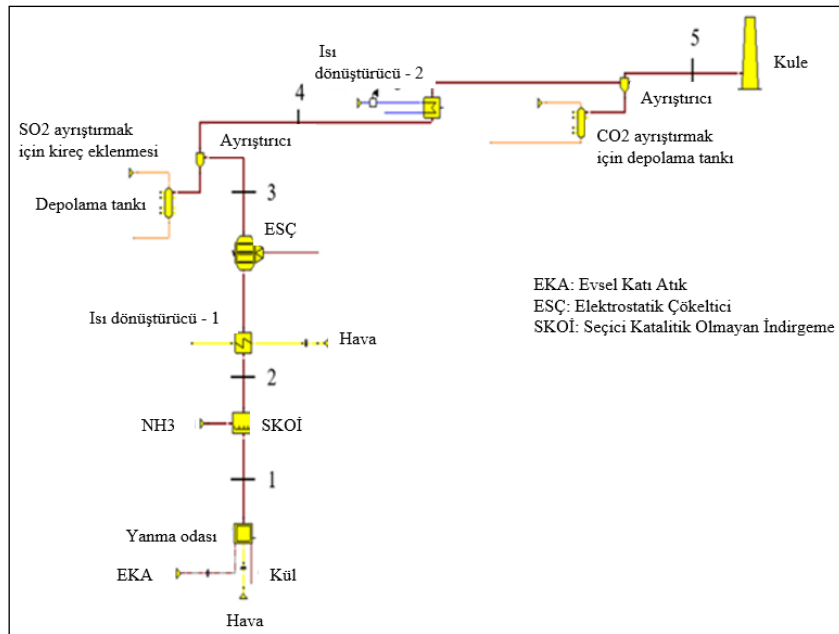 5
Kule
Isı
dönüştürücü - 2
4
Ayrıştırıcı
SO2 ayrıştırmak
için kireç eklenmesi
Ayrıştırıcı
CO2 ayrıştırmak
için depolama tankı
Depolama tankı
3
ESÇ
EKA: Evsel Katı Atık
ESÇ: Elektrostatik Çökeltici
SKOİ: Seçici Katalitik Olmayan İndirgeme
Isı dönüştürücü - 1
Hava
2
NH3
SKOİ
1
Yanma odası
EKA
Kül
Hava